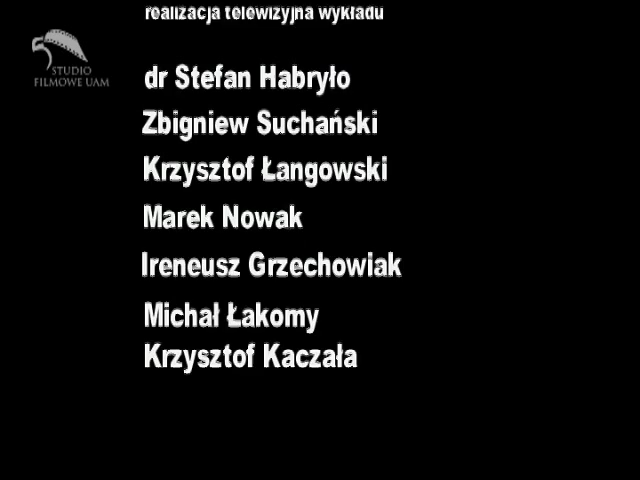 realizacja telewizyjna wykładu
STUDIO
FILMOWE UAM
dr Stefan Habryło
Zbigniew Suchański
Krzysztof Łangowski
Marek Nowak
Ireneusz Grzechowiak
Michał Łakomy
Krzysztof Kaczała